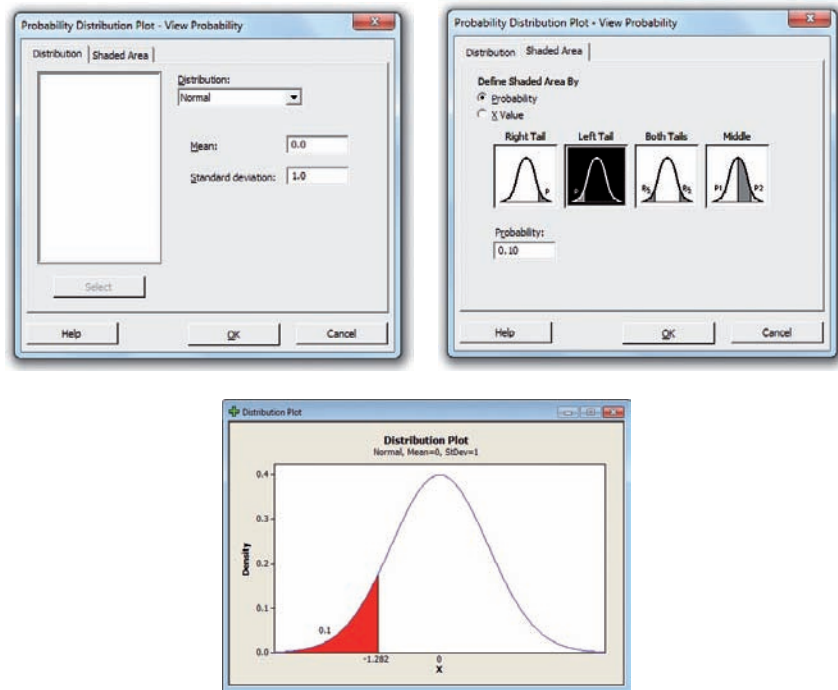 Probability Distribution Plot - View Probability
Distribution Shaded Area
Distribution:
Normal
Mean: 0.0
Standard deviation: 1.0
Select
Help OK Cancel
Probability Distribution Plot - View Probability
Distribution Shaded Area
Define Shaded Area By
Probability
X Value
Right Tail Left Tail Both Tails Middle
P P P1 P2
Probability:
0.10
Help OK Cancel
Distribution Plot
Distribution Plot
Normal, Mean=0, StDev=1
0.4
0.3
0.2
0.1
0.0
Density
0.1
-1.282 0
X